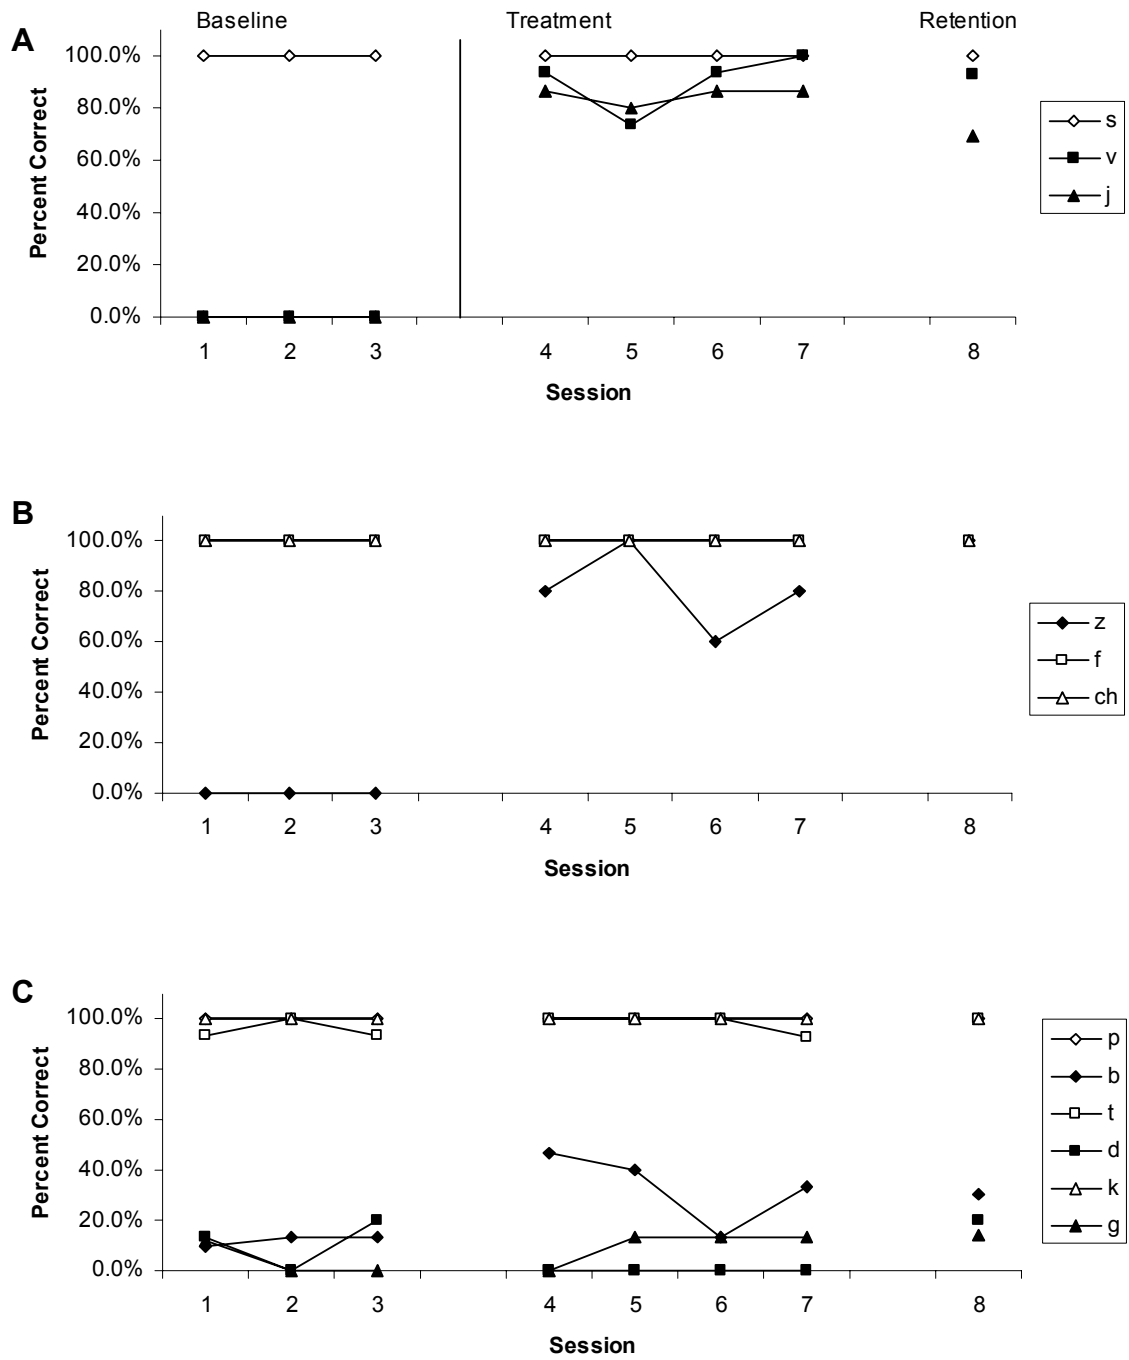 A
Baseline Treatment Retention
100.0%
80.0%
60.0%
40.0%
20.0%
0.0%
Percent Correct
1 2 3 4 5 6 7 8
Session
s
v
j
B
100.0%
80.0%
60.0%
40.0%
20.0%
0.0%
Percent Correct
1 2 3 4 5 6 7 8
Session
z
f
ch
C
100.0%
80.0%
60.0%
40.0%
20.0%
0.0%
Percent Correct
1 2 3 4 5 6 7 8
Session
p
b
t
d
k
g